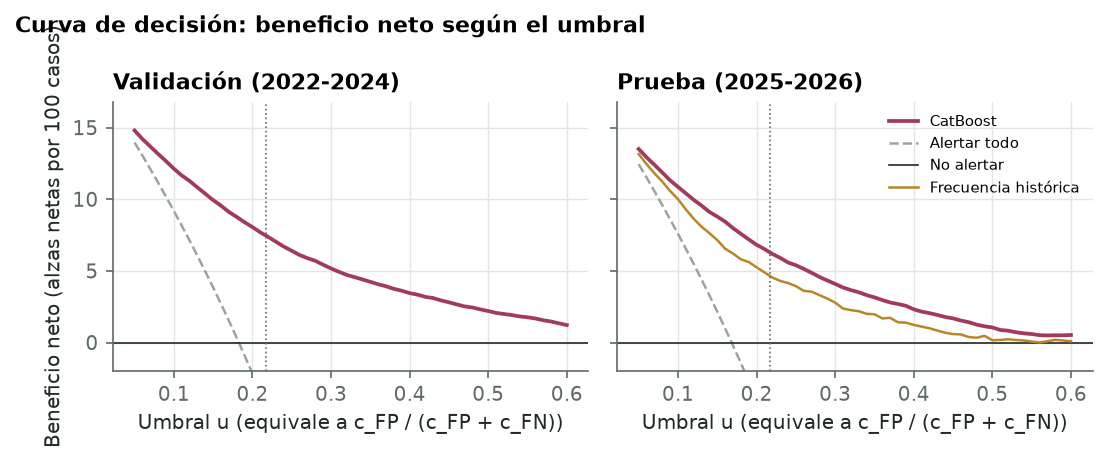 Curva de decisión: beneficio neto según el umbral
Beneficio neto (alzas netas por 100 casos)
Validación (2022-2024)
15
10
5
0
0.1 0.2 0.3 0.4 0.5 0.6
Umbral u (equivale a c_FP / (c_FP + c_FN))
Prueba (2025-2026)
CatBoost
Alertar todo
No alertar
Frecuencia histórica
0.1 0.2 0.3 0.4 0.5 0.6
Umbral u (equivale a c_FP / (c_FP + c_FN))